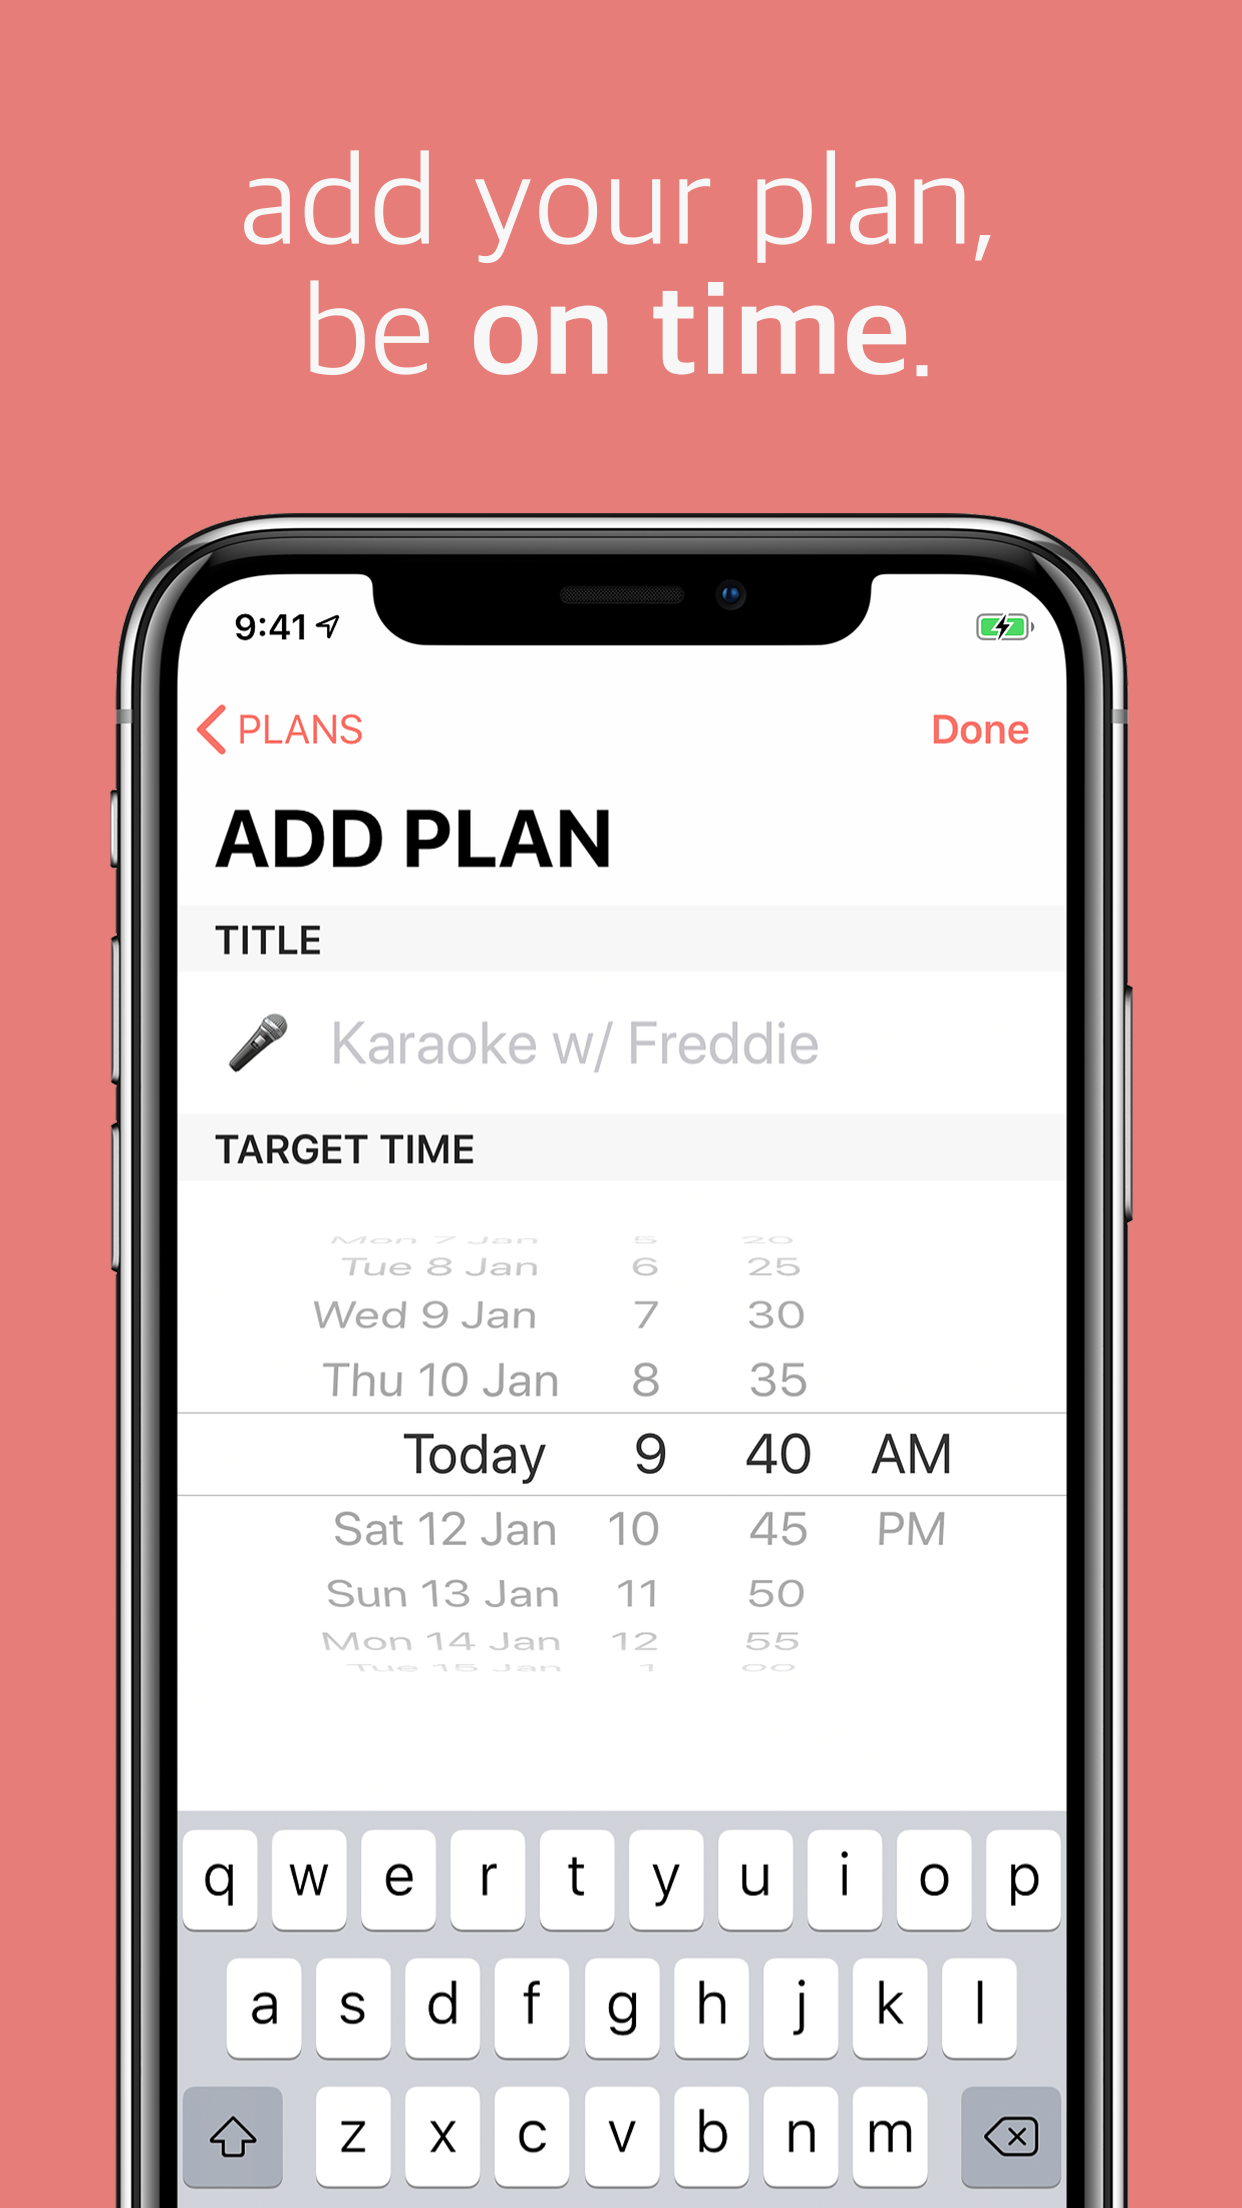 add your plan,
be on time.
9:41
PLANS Done
ADD PLAN
TITLE
Karaoke w/ Freddie
TARGET TIME
Mon 7 Jan 5 20
Tue 8 Jan 6 25
Wed 9 Jan 7 30
Thu 10 Jan 8 35
Today 9 40 AM
Sat 12 Jan 10 45 PM
Sun 13 Jan 11 50
Mon 14 Jan 12 55
Tue 15 Jan 1 00
q w e r t y u i o p
a s d f g h j k l
z x c v b n m